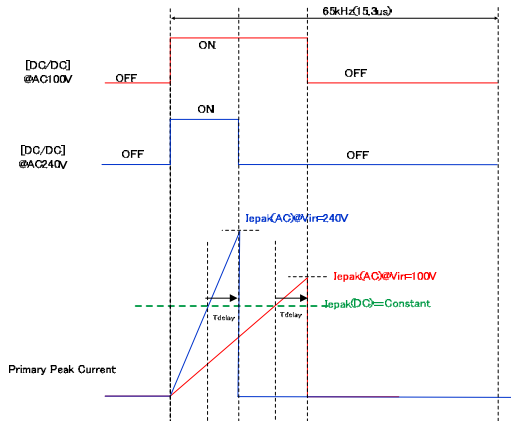 65kHz(15.3us)
ON
[DC/DC]
@AC100V
OFF
OFF
ON
[DC/DC]
@AC240V
OFF
OFF
Iepak(AC)@Vin=240V
Iepak(AC)@Vin=100V
Iepak(DC)=Constant
Tdelay
Tdelay
Primary Peak Current